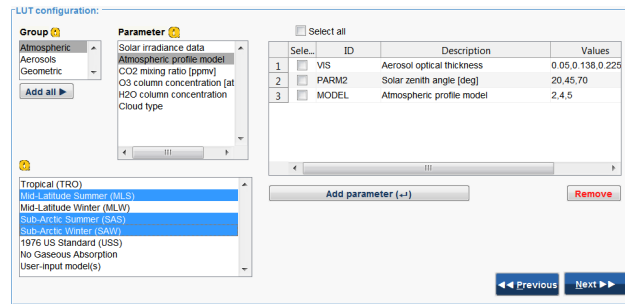 LUT configuration:
Group
Parameter
Select all
Atmospheric
Aerosols
Geometric
Add all ▶
Solar irradiance data
Atmospheric profile model
CO2 mixing ratio [ppmv]
O3 column concentration [at
H2O column concentration
Cloud type
Sele... ID Description Values
1 VIS Aerosol optical thickness 0.05,0.138,0.225
2 PARM2 Solar zenith angle [deg] 20,45,70
3 MODEL Atmospheric profile model 2,4,5
Tropical (TRO)
Mid-Latitude Summer (MLS)
Mid-Latitude Winter (MLW)
Sub-Arctic Summer (SAS)
Sub-Arctic Winter (SAW)
1976 US Standard (USS)
No Gaseous Absorption
User-input model(s)
Add parameter (↵)
Remove
◀◀ Previous
Next ▶▶